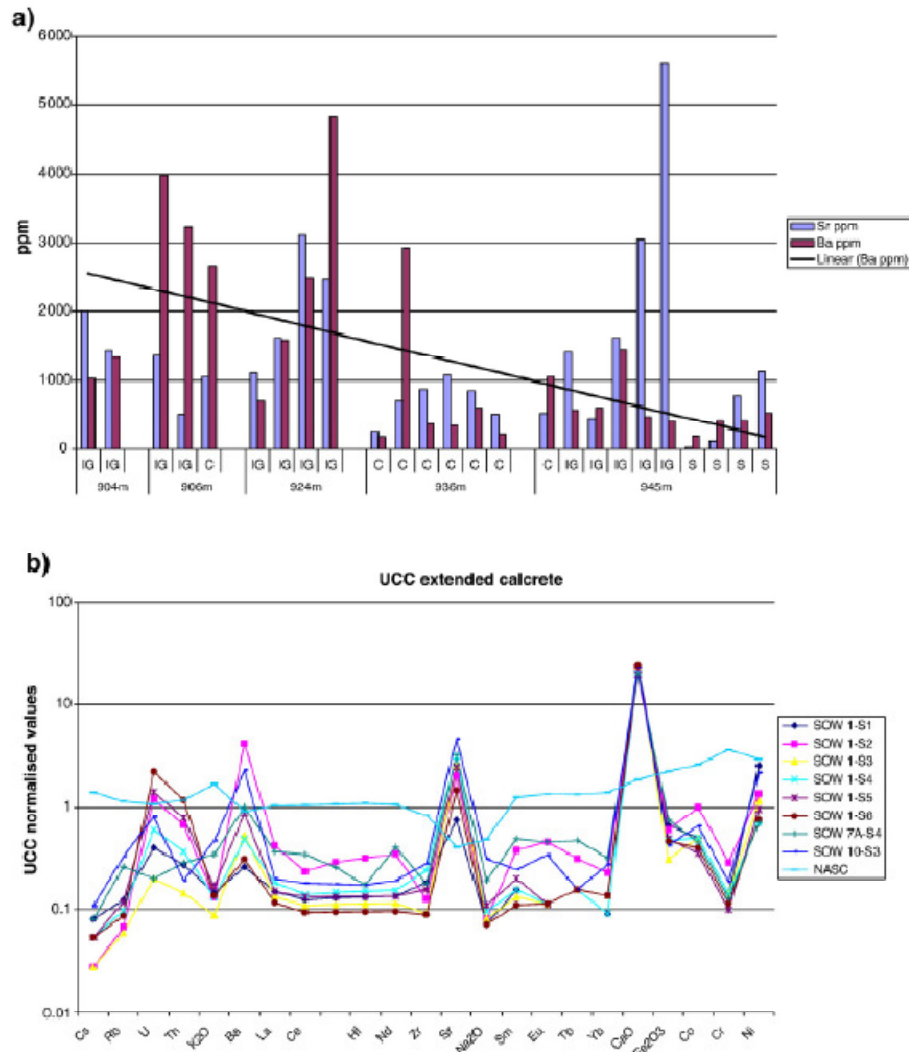 a)
6000
5000
4000
3000
2000
1000
0
ppm
Sr ppm
Ba ppm
Linear (Ba ppm)
IG IG IG IG C IG IG IG IG C C C C C C C IG IG IG IG IG S S S S
904m 906m 924m 936m 945m
b)
UCC extended calcrete
100
10
1
0.1
0.01
UCC normalised values
SOW 1-S1
SOW 1-S2
SOW 1-S3
SOW 1-S4
SOW 1-S5
SOW 1-S6
SOW 7A-S4
SOW 10-S3
NASC
Cs Rb U Th K2O Ba La Ce Hf Nd Zr Sr Na2O Sm Eu Tb Yb CaO Fe2O3 Co Cr Ni